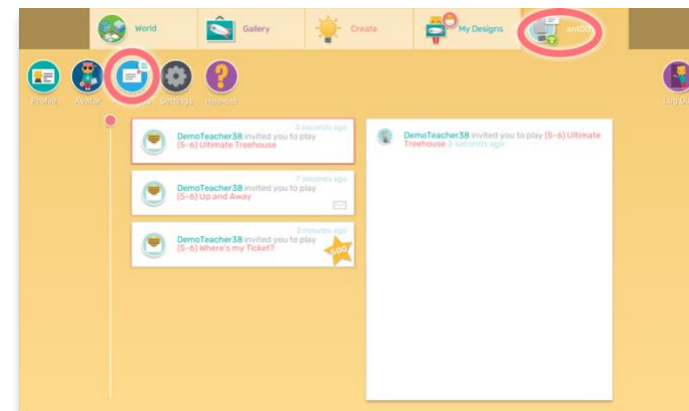 World
Gallery
Create
My Designs
Profile
Avatar
Settings
Log Out
3 seconds ago
DemoTeacher38 invited you to play
(5-6) Ultimate Treehouse
7 seconds ago
DemoTeacher38 invited you to play
(5-6) Up and Away
2 minutes ago
DemoTeacher38 invited you to play
(5-6) Where's my Ticket?
500
DemoTeacher38 invited you to play (5-6) Ultimate
Treehouse 3 seconds ago